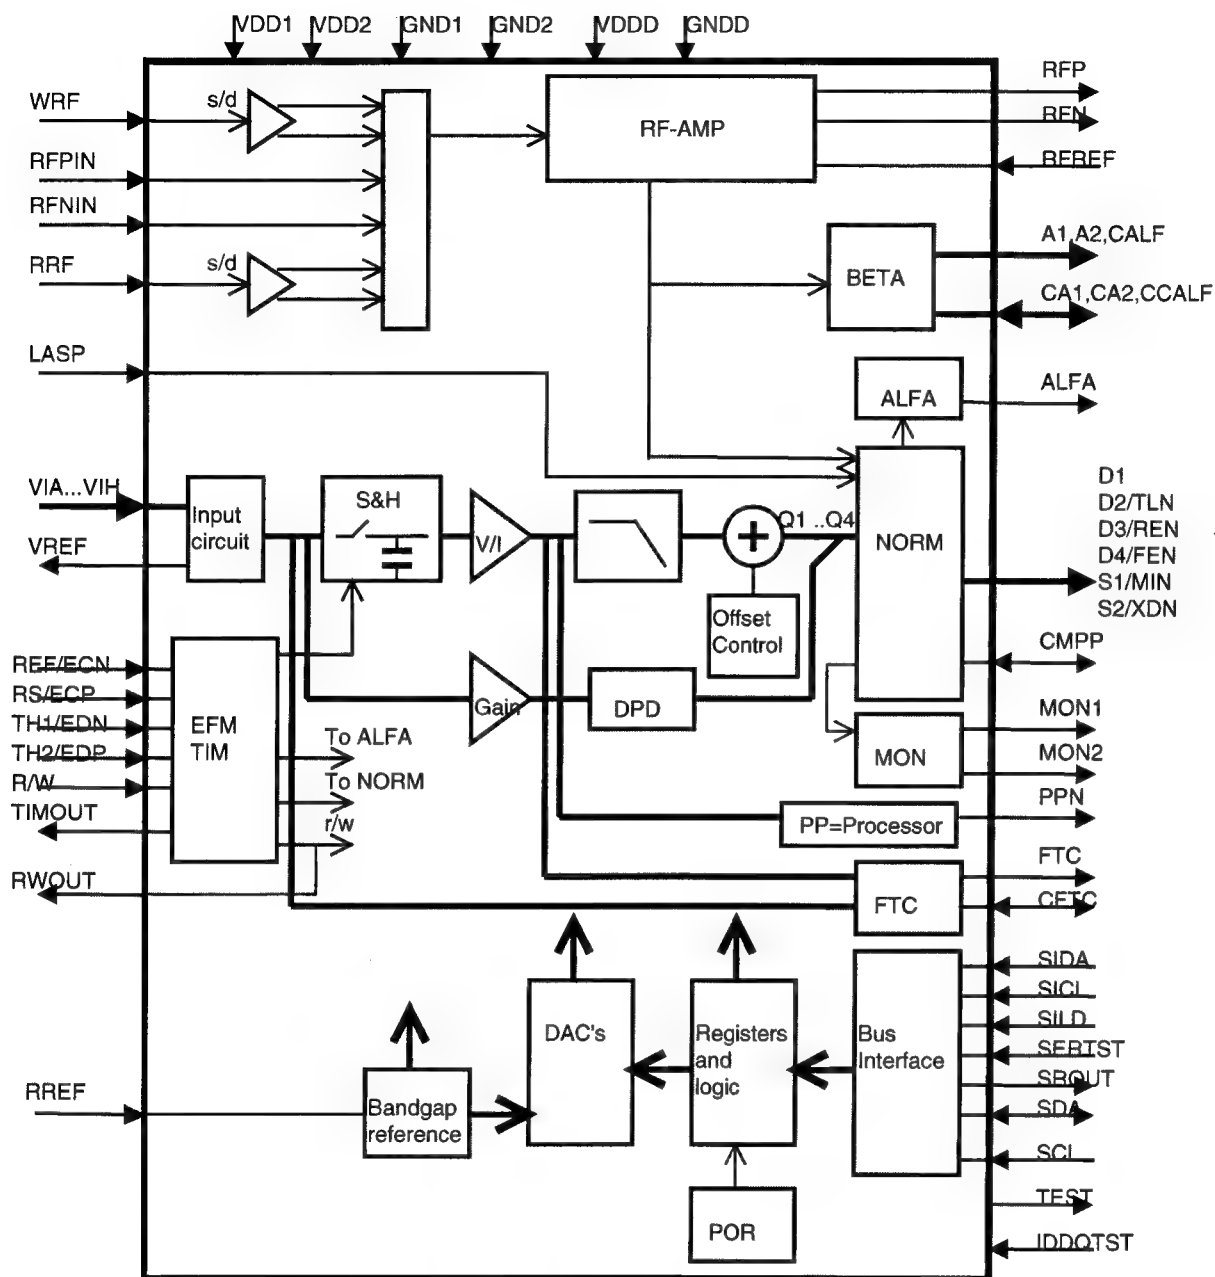 VDD1 VDD2 GND1 GND2 VDDD GNDD
WRF
s/d
RFPIN
RFNIN
RRF
s/d
RF-AMP
RFP
RFN
RFREF
BETA
A1,A2,CALF
CA1,CA2,CCALF
LASP
ALFA
ALFA
VIA...VIH
VREF
Input
circuit
S&H
V/I
Q1 ..Q4
NORM
Offset
Control
D1
D2/TLN
D3/REN
D4/FEN
S1/MIN
S2/XDN
CMPP
REF/ECN
RS/ECP
TH1/EDN
TH2/EDP
R/W
TIMOUT
RWOUT
EFM
TIM
To ALFA
To NORM
r/w
Gain
DPD
MON
MON1
MON2
PP=Processor
PPN
FTC
FTC
CFTC
DAC's
Registers
and
logic
Bus
Interface
SIDA
SICL
SILD
SERTST
SROUT
SDA
SCL
TEST
IDDQTST
RREF
Bandgap
reference
POR